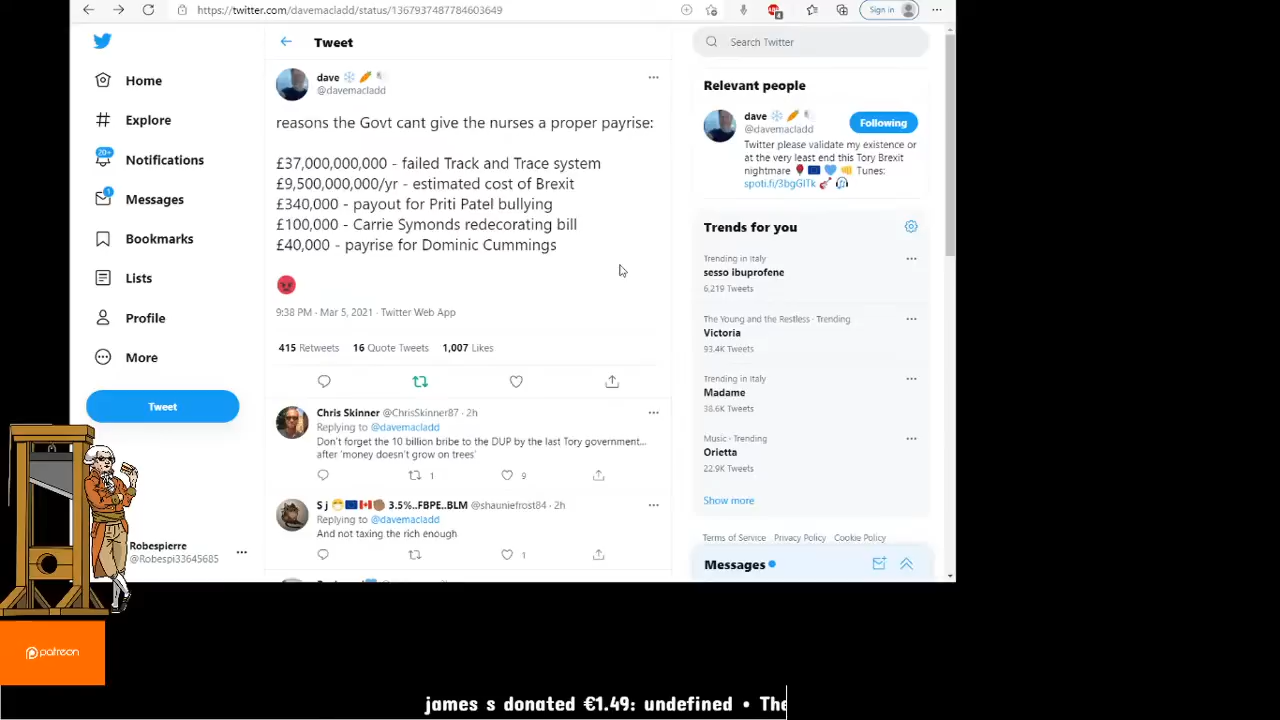 https://twitter.com/davemacladd/status/1367937487784603649
Sign in
Home
Explore
20+
Notifications
1
Messages
Bookmarks
Lists
Profile
More
Tweet
Robespierre
@Robespi33645685
patreon
Tweet
dave
@davemacladd
reasons the Govt cant give the nurses a proper payrise:
£37,000,000,000 - failed Track and Trace system
£9,500,000,000/yr - estimated cost of Brexit
£340,000 - payout for Priti Patel bullying
£100,000 - Carrie Symonds redecorating bill
£40,000 - payrise for Dominic Cummings
9:38 PM · Mar 5, 2021 · Twitter Web App
415 Retweets 16 Quote Tweets 1,007 Likes
Chris Skinner @ChrisSkinner87 · 2h
Replying to @davemacladd
Don't forget the 10 billion bribe to the DUP by the last Tory government...
after 'money doesn't grow on trees'
1 9
S j 3.5%..FBPE..BLM @shauniefrost84 · 2h
Replying to @davemacladd
And not taxing the rich enough
1
Search Twitter
Relevant people
dave
@davemacladd
Following
Twitter please validate my existence or
at the very least end this Tory Brexit
nightmare Tunes:
spoti.fi/3bgGITk
Trends for you
Trending in Italy
sesso ibuprofene
6,219 Tweets
The Young and the Restless · Trending
Victoria
93.4K Tweets
Trending in Italy
Madame
38.6K Tweets
Music · Trending
Orietta
22.9K Tweets
Show more
Terms of Service Privacy Policy Cookie Policy
Messages
james s donated €1.49: undefined • The